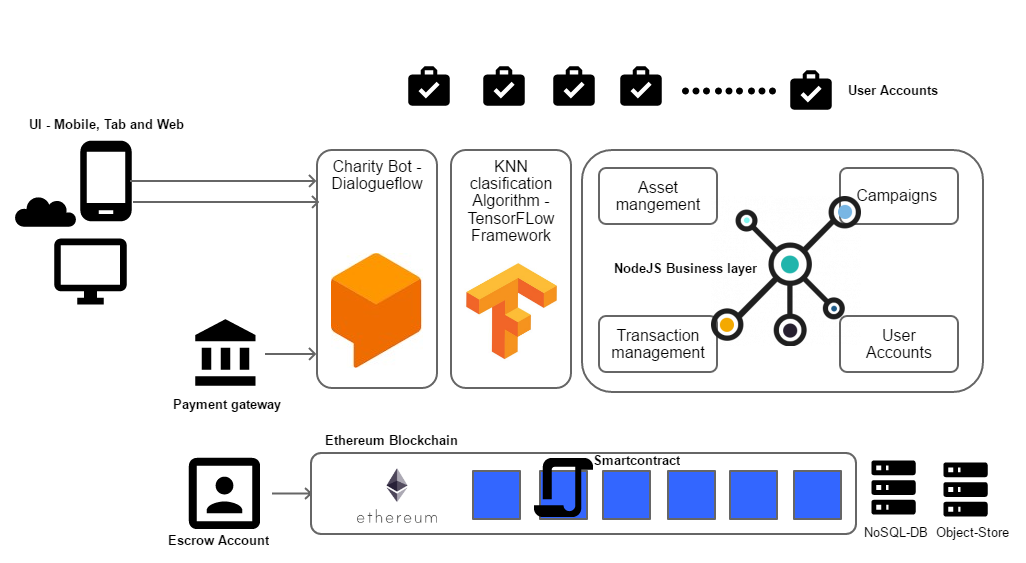 User Accounts
UI - Mobile, Tab and Web
Charity Bot -
Dialogueflow
KNN
clasification
Algorithm -
TensorFLow
Framework
Asset
mangement
Campaigns
NodeJS Business layer
Transaction
management
User
Accounts
Payment gateway
Ethereum Blockchain
Smartcontract
ethereum
Escrow Account
NoSQL-DB
Object-Store